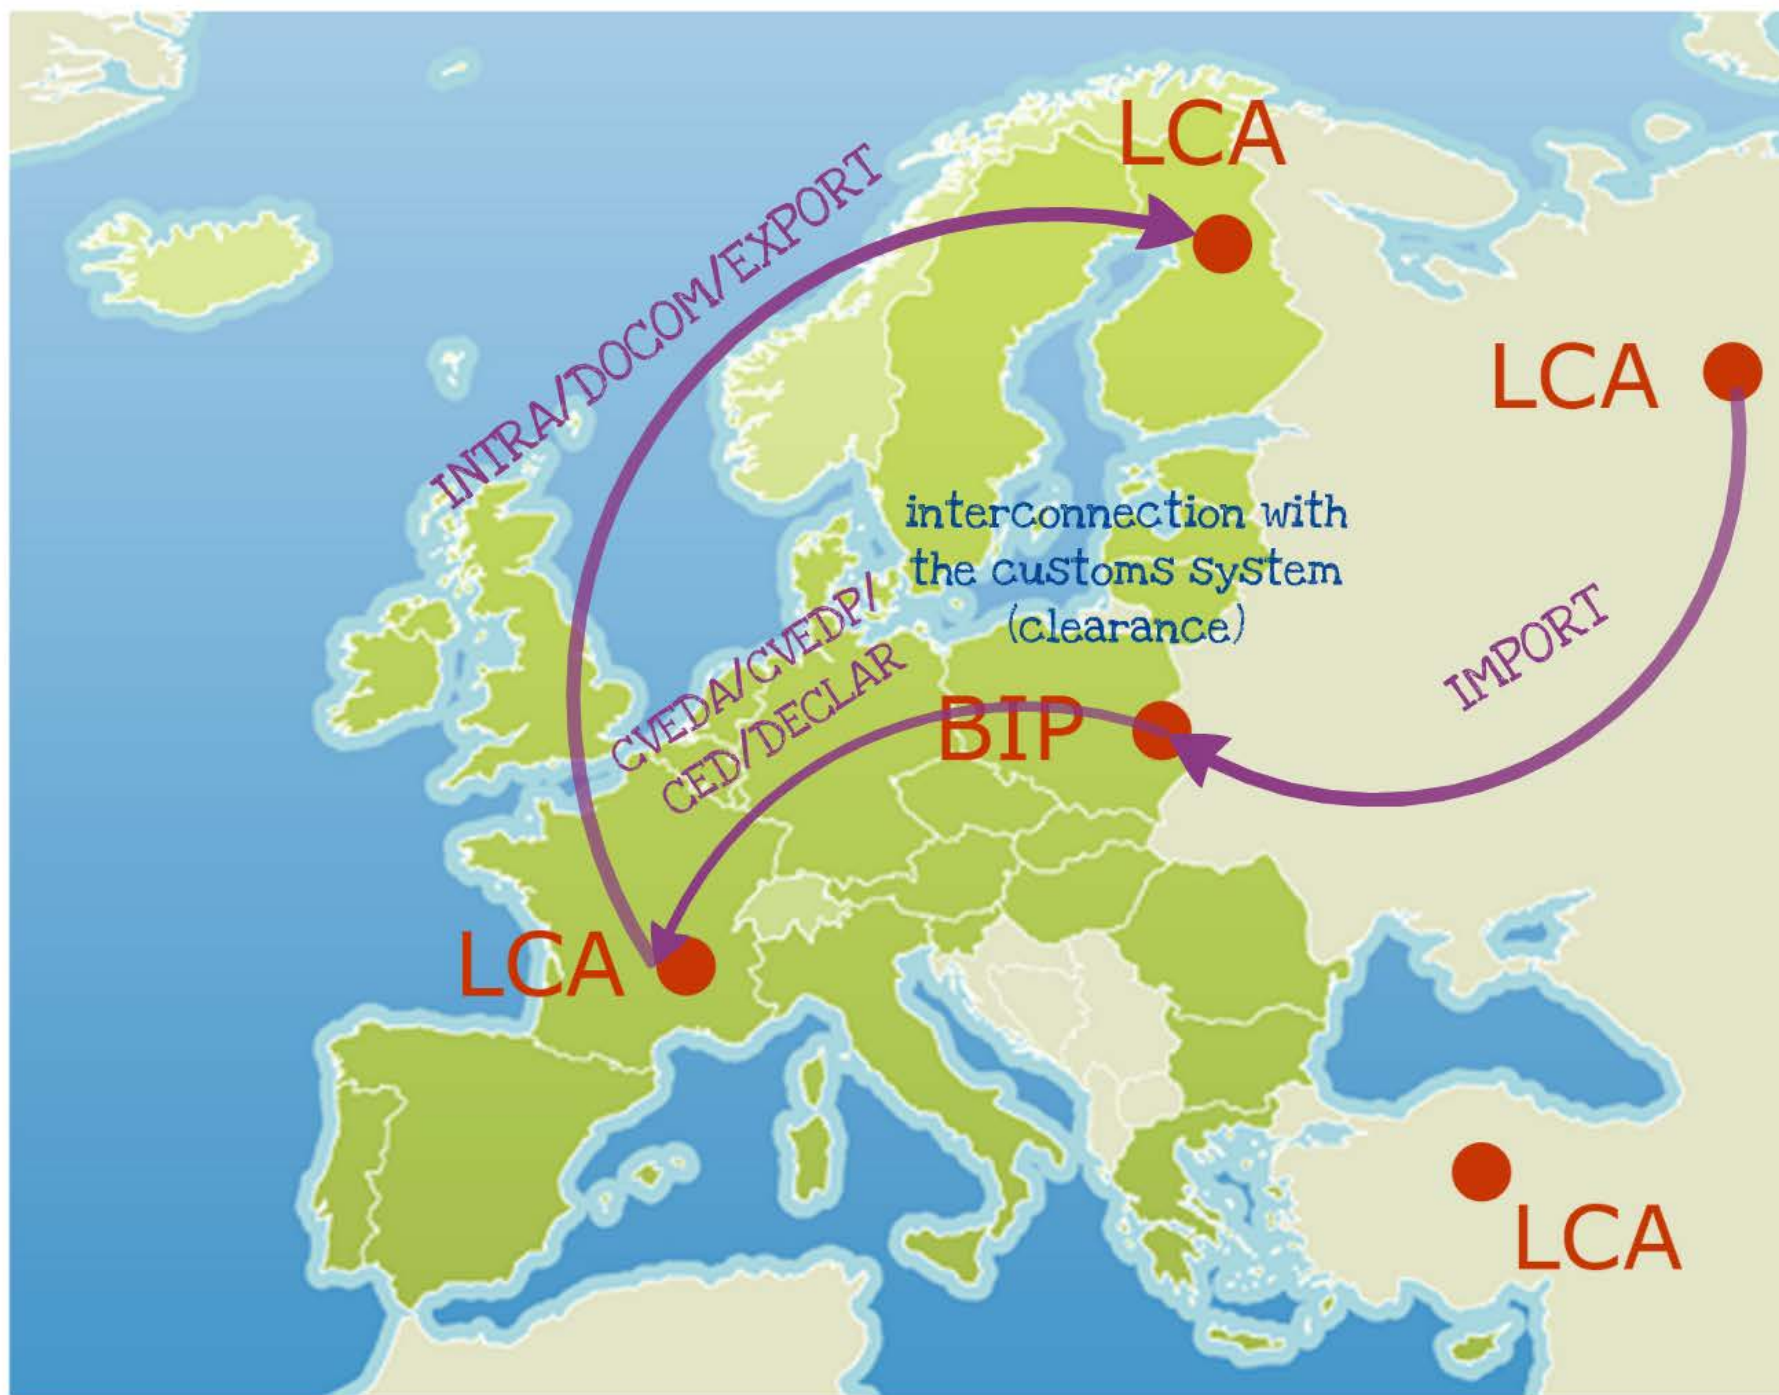 LCA
INTRA/DOCOM/EXPORT
LCA
interconnection with
the customs system
(clearance)
CVEDA/CVEDP/
CED/DECLAR
IMPORT
BIP
LCA
LCA